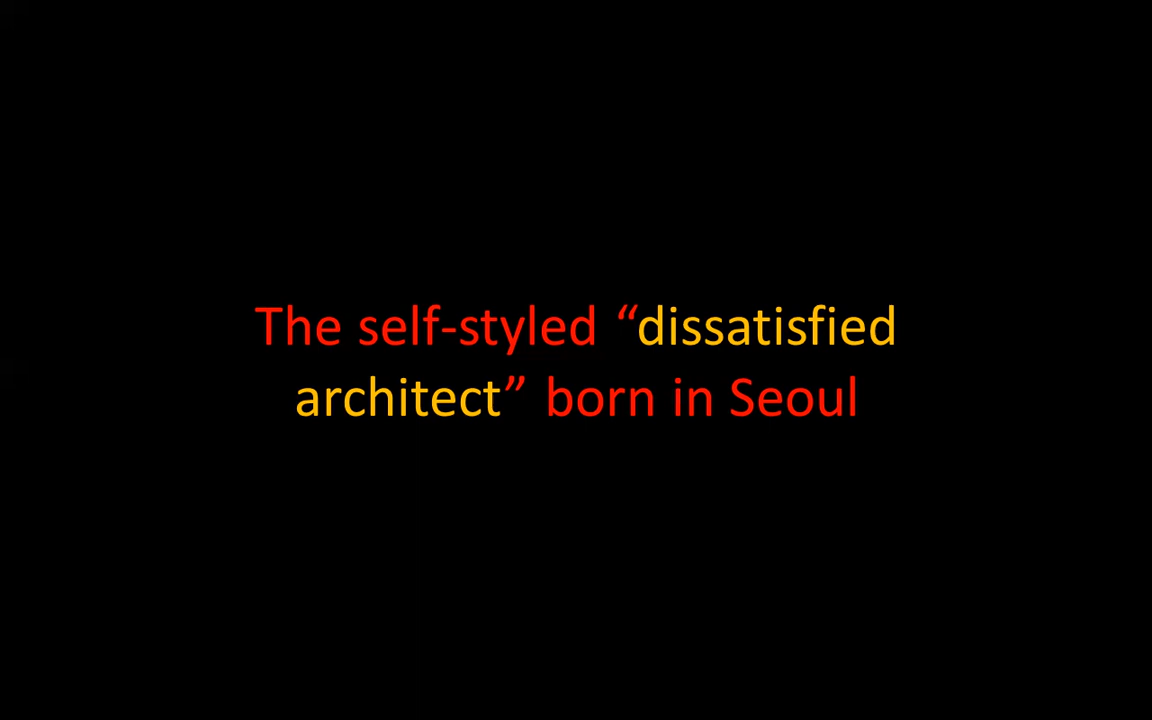 The self-styled “dissatisfied
architect” born in Seoul